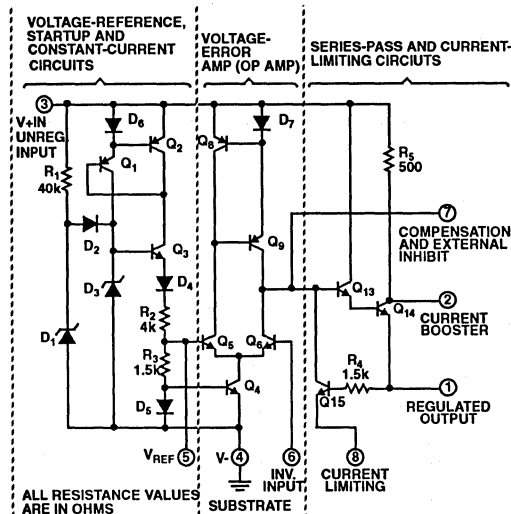 VOLTAGE-REFERENCE,
STARTUP AND
CONSTANT-CURRENT
CIRCUITS
VOLTAGE-
ERROR
AMP (OP AMP)
SERIES-PASS AND CURRENT-
LIMITING CIRCIUTS
3
V+IN
UNREG.
INPUT
D6
Q1
Q2
R1
40k
D2
Q3
D3
D4
D1
R2
4k
R3
1.5k
D5
VREF
5
Q8
D7
Q9
Q5
Q6
Q4
V-
4
6
INV.
INPUT
R5
500
7
COMPENSATION
AND EXTERNAL
INHIBIT
Q13
2
Q14
CURRENT
BOOSTER
R4
1.5k
Q15
1
REGULATED
OUTPUT
8
CURRENT
LIMITING
ALL RESISTANCE VALUES
ARE IN OHMS
SUBSTRATE